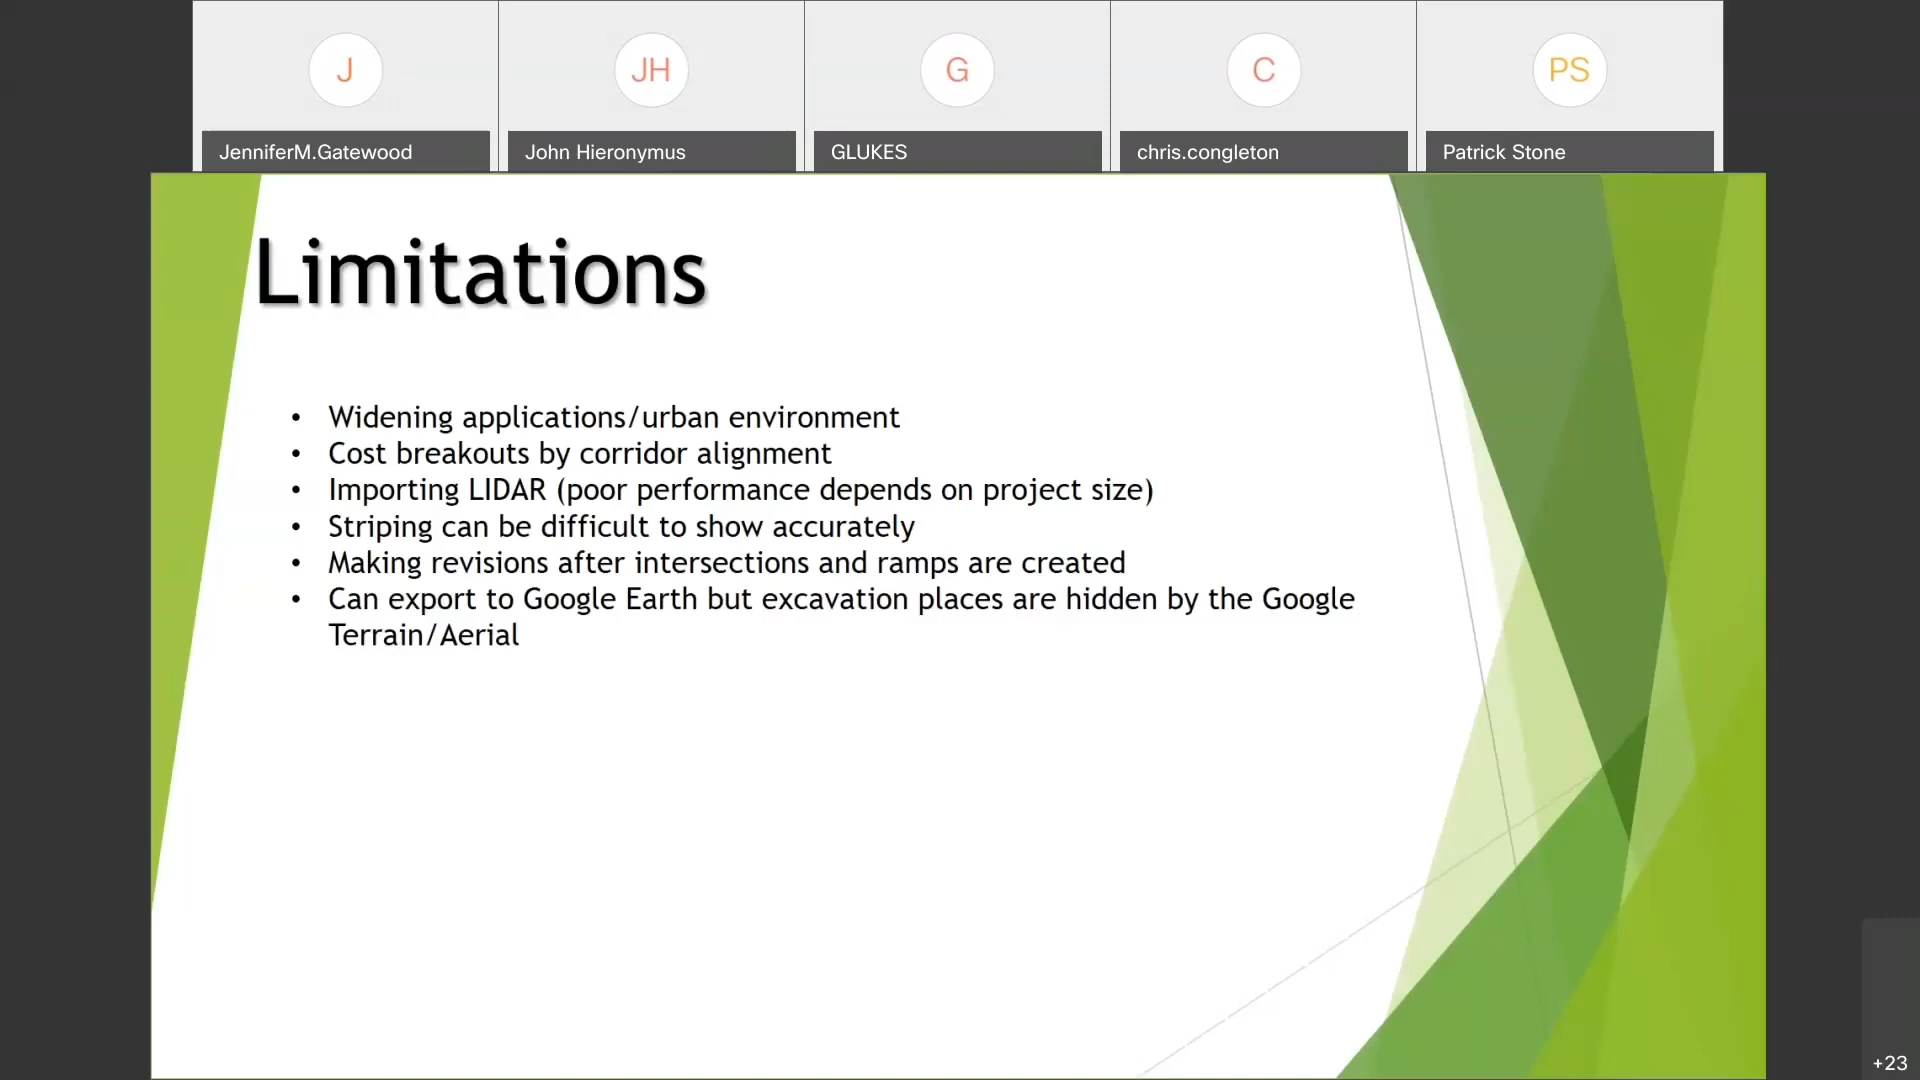 J
JH
G
C
PS
JenniferM.Gatewood
John Hieronymus
GLUKES
chris.congleton
Patrick Stone
Limitations
• Widening applications/urban environment
• Cost breakouts by corridor alignment
• Importing LIDAR (poor performance depends on project size)
• Striping can be difficult to show accurately
• Making revisions after intersections and ramps are created
• Can export to Google Earth but excavation places are hidden by the Google
Terrain/Aerial
+23